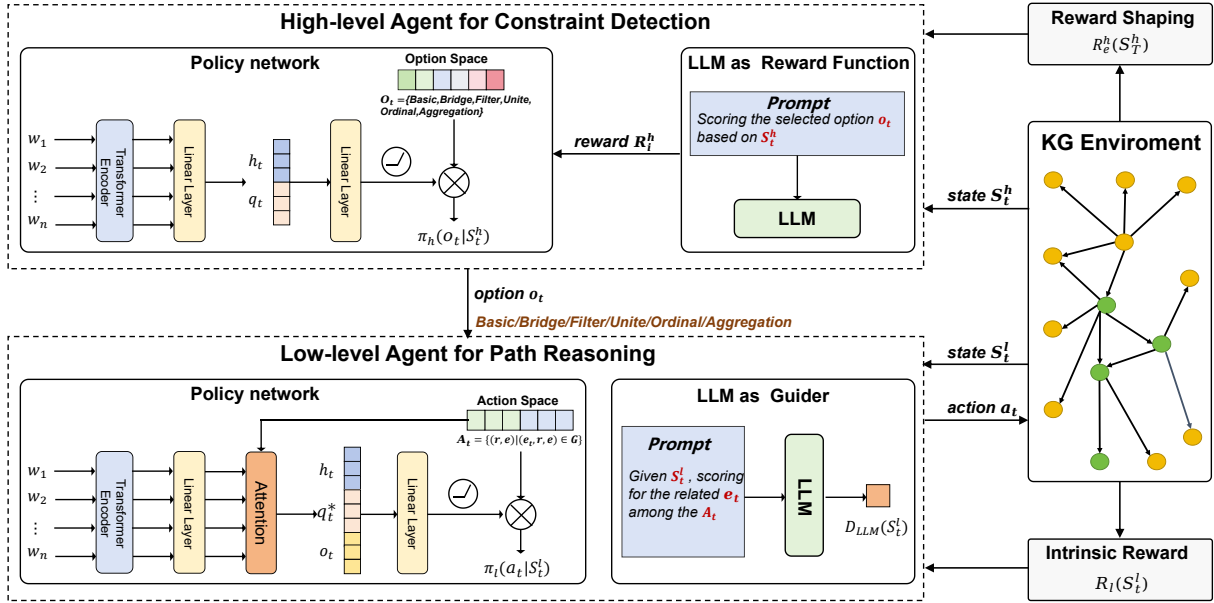 High-level Agent for Constraint Detection
Policy network
Option Space
O_t ={Basic,Bridge,Filter,Unite,
Ordinal,Aggregation}
w_1
w_2
⋮
w_n
Transformer
Encoder
Linear Layer
h_t
q_t
Linear Layer
π_h(o_t|S_t^h)
reward R_i^h
LLM as Reward Function
Prompt
Scoring the selected option o_t
based on S_t^h
LLM
Reward Shaping
R_e^h(S_T^h)
KG Enviroment
state S_t^h
option o_t
Basic/Bridge/Filter/Unite/Ordinal/Aggregation
Low-level Agent for Path Reasoning
Policy network
Action Space
A_t = {(r, e)|(e_t, r, e) ∈ G}
w_1
w_2
⋮
w_n
Transformer
Encoder
Linear Layer
Attention
h_t
q_t^*
o_t
Linear Layer
π_l(a_t|S_t^l)
LLM as Guider
Prompt
Given S_t^l , scoring
for the related e_t
among the A_t
LLM
D_{LLM}(S_t^l)
state S_t^l
action a_t
Intrinsic Reward
R_l(S_t^l)